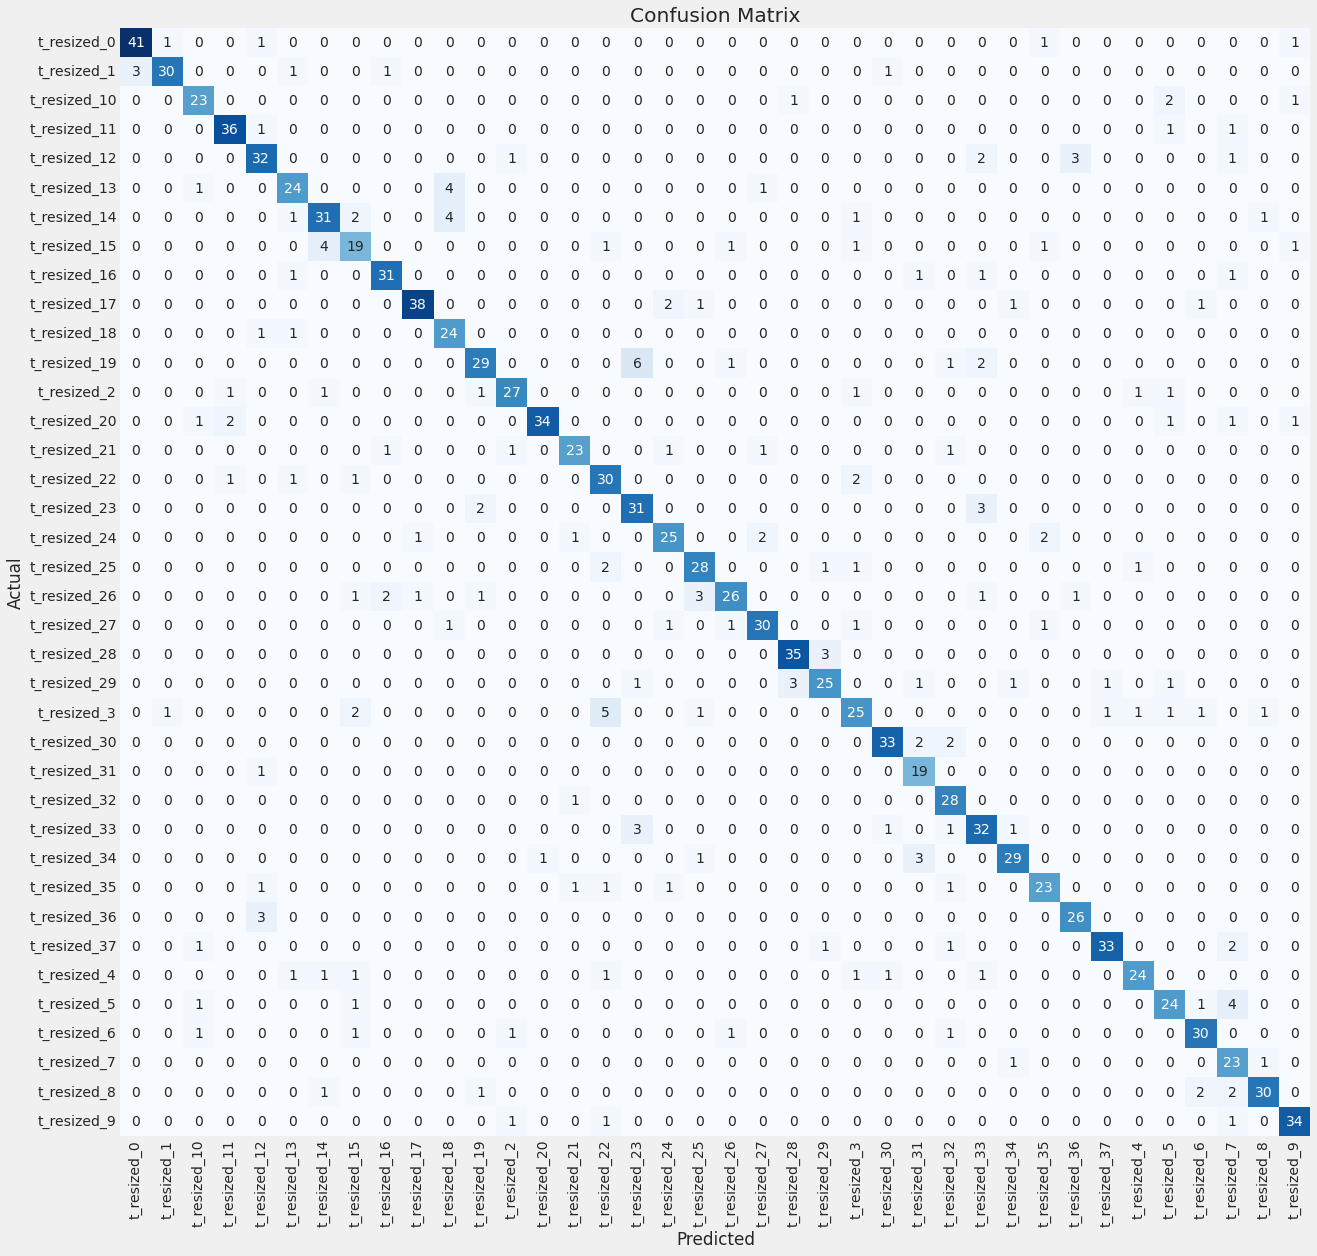 Confusion Matrix
t_resized_0 41 1 0 0 1 0 0 0 0 0 0 0 0 0 0 0 0 0 0 0 0 0 0 0 0 0 0 0 0 1 0 0 0 0 0 0 0 1
t_resized_1 3 30 0 0 0 1 0 0 1 0 0 0 0 0 0 0 0 0 0 0 0 0 0 0 1 0 0 0 0 0 0 0 0 0 0 0 0 0
t_resized_10 0 0 23 0 0 0 0 0 0 0 0 0 0 0 0 0 0 0 0 0 0 1 0 0 0 0 0 0 0 0 0 0 0 2 0 0 0 1
t_resized_11 0 0 0 36 1 0 0 0 0 0 0 0 0 0 0 0 0 0 0 0 0 0 0 0 0 0 0 0 0 0 0 0 0 1 0 1 0 0
t_resized_12 0 0 0 0 32 0 0 0 0 0 0 0 1 0 0 0 0 0 0 0 0 0 0 0 0 0 0 2 0 0 3 0 0 0 0 1 0 0
t_resized_13 0 0 1 0 0 24 0 0 0 0 4 0 0 0 0 0 0 0 0 0 1 0 0 0 0 0 0 0 0 0 0 0 0 0 0 0 0 0
t_resized_14 0 0 0 0 0 1 31 2 0 0 4 0 0 0 0 0 0 0 0 0 0 0 0 1 0 0 0 0 0 0 0 0 0 0 0 0 1 0
t_resized_15 0 0 0 0 0 0 4 19 0 0 0 0 0 0 0 1 0 0 0 1 0 0 0 1 0 0 0 0 0 1 0 0 0 0 0 0 0 1
t_resized_16 0 0 0 0 0 1 0 0 31 0 0 0 0 0 0 0 0 0 0 0 0 0 0 0 0 1 0 1 0 0 0 0 0 0 0 1 0 0
t_resized_17 0 0 0 0 0 0 0 0 0 38 0 0 0 0 0 0 0 2 1 0 0 0 0 0 0 0 0 0 1 0 0 0 0 0 1 0 0 0
t_resized_18 0 0 0 0 1 1 0 0 0 0 24 0 0 0 0 0 0 0 0 0 0 0 0 0 0 0 0 0 0 0 0 0 0 0 0 0 0 0
t_resized_19 0 0 0 0 0 0 0 0 0 0 0 29 0 0 0 0 6 0 0 1 0 0 0 0 0 0 1 2 0 0 0 0 0 0 0 0 0 0
t_resized_2 0 0 0 1 0 0 1 0 0 0 0 1 27 0 0 0 0 0 0 0 0 0 0 1 0 0 0 0 0 0 0 0 1 1 0 0 0 0
t_resized_20 0 0 1 2 0 0 0 0 0 0 0 0 0 34 0 0 0 0 0 0 0 0 0 0 0 0 0 0 0 0 0 0 0 1 0 1 0 1
t_resized_21 0 0 0 0 0 0 0 0 1 0 0 0 1 0 23 0 0 1 0 0 1 0 0 0 0 0 1 0 0 0 0 0 0 0 0 0 0 0
t_resized_22 0 0 0 1 0 1 0 1 0 0 0 0 0 0 0 30 0 0 0 0 0 0 0 2 0 0 0 0 0 0 0 0 0 0 0 0 0 0
t_resized_23 0 0 0 0 0 0 0 0 0 0 0 2 0 0 0 0 31 0 0 0 0 0 0 0 0 0 0 3 0 0 0 0 0 0 0 0 0 0
t_resized_24 0 0 0 0 0 0 0 0 0 1 0 0 0 0 1 0 0 25 0 0 2 0 0 0 0 0 0 0 0 2 0 0 0 0 0 0 0 0
t_resized_25 0 0 0 0 0 0 0 0 0 0 0 0 0 0 0 2 0 0 28 0 0 0 1 1 0 0 0 0 0 0 0 0 1 0 0 0 0 0
t_resized_26 0 0 0 0 0 0 0 1 2 1 0 1 0 0 0 0 0 0 3 26 0 0 0 0 0 0 0 1 0 0 1 0 0 0 0 0 0 0
t_resized_27 0 0 0 0 0 0 0 0 0 0 1 0 0 0 0 0 0 1 0 1 30 0 0 1 0 0 0 0 0 1 0 0 0 0 0 0 0 0
t_resized_28 0 0 0 0 0 0 0 0 0 0 0 0 0 0 0 0 0 0 0 0 0 35 3 0 0 0 0 0 0 0 0 0 0 0 0 0 0 0
t_resized_29 0 0 0 0 0 0 0 0 0 0 0 0 0 0 0 0 1 0 0 0 0 3 25 0 0 1 0 0 1 0 0 1 0 1 0 0 0 0
t_resized_3 0 1 0 0 0 0 0 2 0 0 0 0 0 0 0 5 0 0 1 0 0 0 0 25 0 0 0 0 0 0 0 1 1 1 1 0 1 0
t_resized_30 0 0 0 0 0 0 0 0 0 0 0 0 0 0 0 0 0 0 0 0 0 0 0 0 33 2 2 0 0 0 0 0 0 0 0 0 0 0
t_resized_31 0 0 0 0 1 0 0 0 0 0 0 0 0 0 0 0 0 0 0 0 0 0 0 0 0 19 0 0 0 0 0 0 0 0 0 0 0 0
t_resized_32 0 0 0 0 0 0 0 0 0 0 0 0 0 0 1 0 0 0 0 0 0 0 0 0 0 0 28 0 0 0 0 0 0 0 0 0 0 0
t_resized_33 0 0 0 0 0 0 0 0 0 0 0 0 0 0 0 0 3 0 0 0 0 0 0 0 1 0 1 32 1 0 0 0 0 0 0 0 0 0
t_resized_34 0 0 0 0 0 0 0 0 0 0 0 0 0 1 0 0 0 0 1 0 0 0 0 0 0 3 0 0 29 0 0 0 0 0 0 0 0 0
t_resized_35 0 0 0 0 1 0 0 0 0 0 0 0 0 0 1 1 0 1 0 0 0 0 0 0 0 0 1 0 0 23 0 0 0 0 0 0 0 0
t_resized_36 0 0 0 0 3 0 0 0 0 0 0 0 0 0 0 0 0 0 0 0 0 0 0 0 0 0 0 0 0 0 26 0 0 0 0 0 0 0
t_resized_37 0 0 1 0 0 0 0 0 0 0 0 0 0 0 0 0 0 0 0 0 0 0 1 0 0 0 1 0 0 0 0 33 0 0 0 2 0 0
t_resized_4 0 0 0 0 0 1 1 1 0 0 0 0 0 0 0 1 0 0 0 0 0 0 0 1 1 0 0 1 0 0 0 0 24 0 0 0 0 0
t_resized_5 0 0 1 0 0 0 0 1 0 0 0 0 0 0 0 0 0 0 0 0 0 0 0 0 0 0 0 0 0 0 0 0 0 24 1 4 0 0
t_resized_6 0 0 1 0 0 0 0 1 0 0 0 0 1 0 0 0 0 0 0 1 0 0 0 0 0 0 1 0 0 0 0 0 0 0 30 0 0 0
t_resized_7 0 0 0 0 0 0 0 0 0 0 0 0 0 0 0 0 0 0 0 0 0 0 0 0 0 0 0 0 1 0 0 0 0 0 0 23 1 0
t_resized_8 0 0 0 0 0 0 1 0 0 0 0 1 0 0 0 0 0 0 0 0 0 0 0 0 0 0 0 0 0 0 0 0 0 0 2 2 30 0
t_resized_9 0 0 0 0 0 0 0 0 0 0 0 0 1 0 0 1 0 0 0 0 0 0 0 0 0 0 0 0 0 0 0 0 0 0 0 1 0 34
Actual
t_resized_0 t_resized_1 t_resized_10 t_resized_11 t_resized_12 t_resized_13 t_resized_14 t_resized_15 t_resized_16 t_resized_17 t_resized_18 t_resized_19 t_resized_2 t_resized_20 t_resized_21 t_resized_22 t_resized_23 t_resized_24 t_resized_25 t_resized_26 t_resized_27 t_resized_28 t_resized_29 t_resized_3 t_resized_30 t_resized_31 t_resized_32 t_resized_33 t_resized_34 t_resized_35 t_resized_36 t_resized_37 t_resized_4 t_resized_5 t_resized_6 t_resized_7 t_resized_8 t_resized_9
Predicted